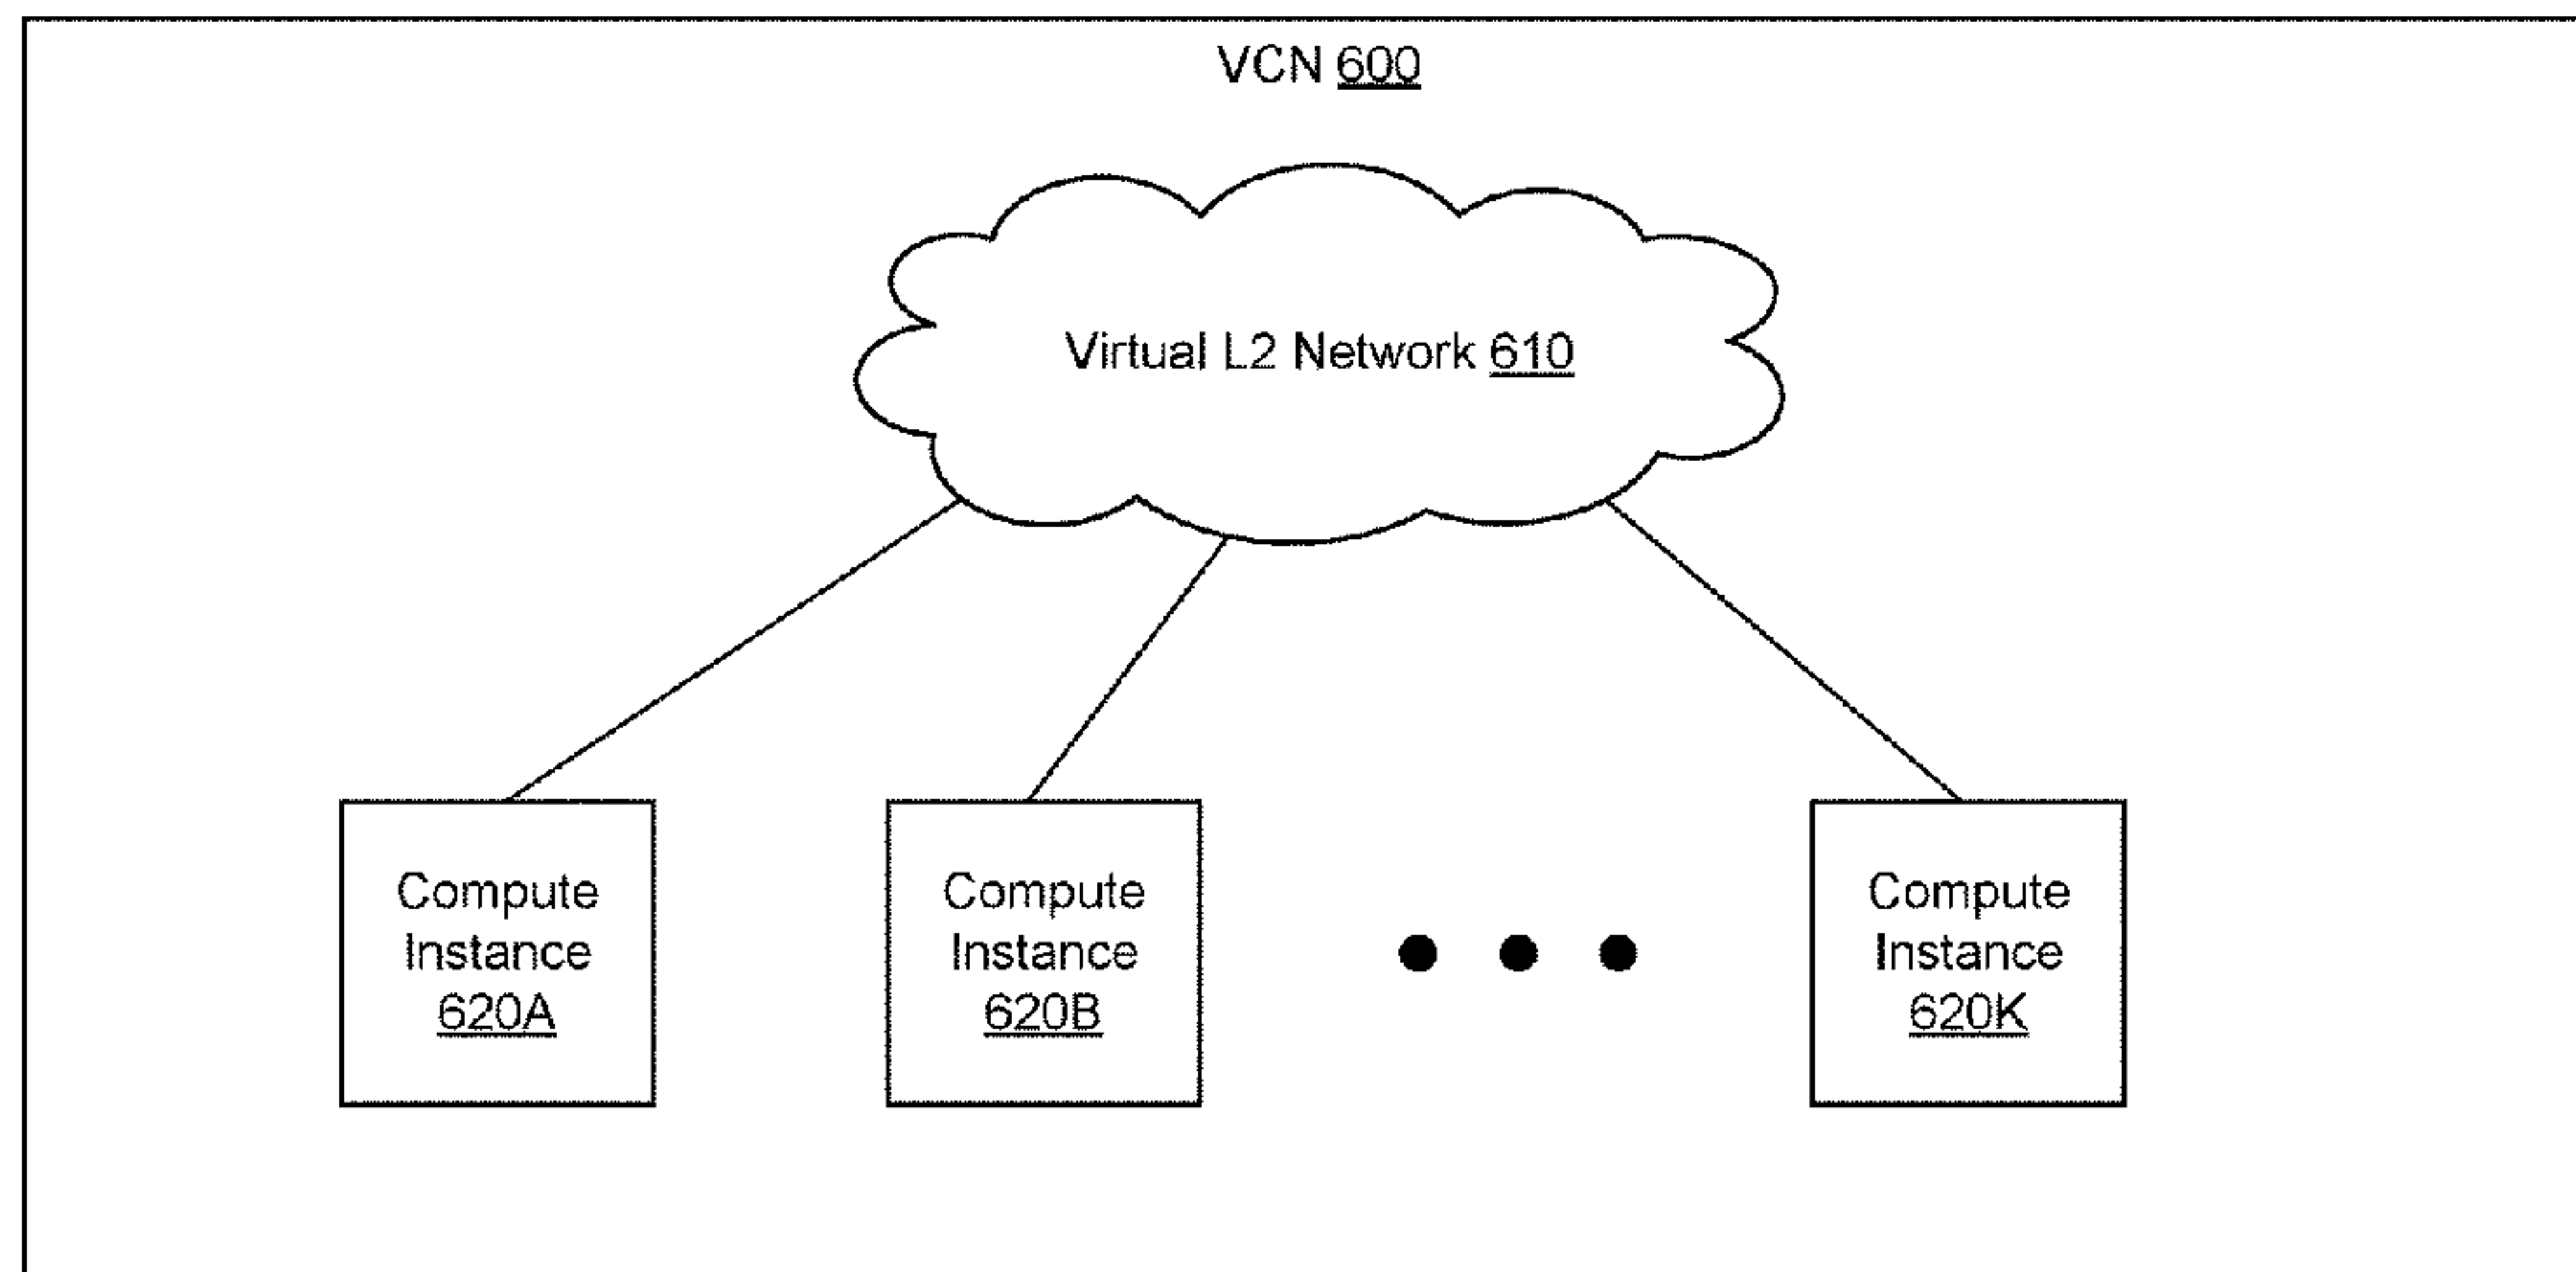 VCN 600
Virtual L2 Network 610
Compute
Instance
620A
Compute
Instance
620B
Compute
Instance
620K